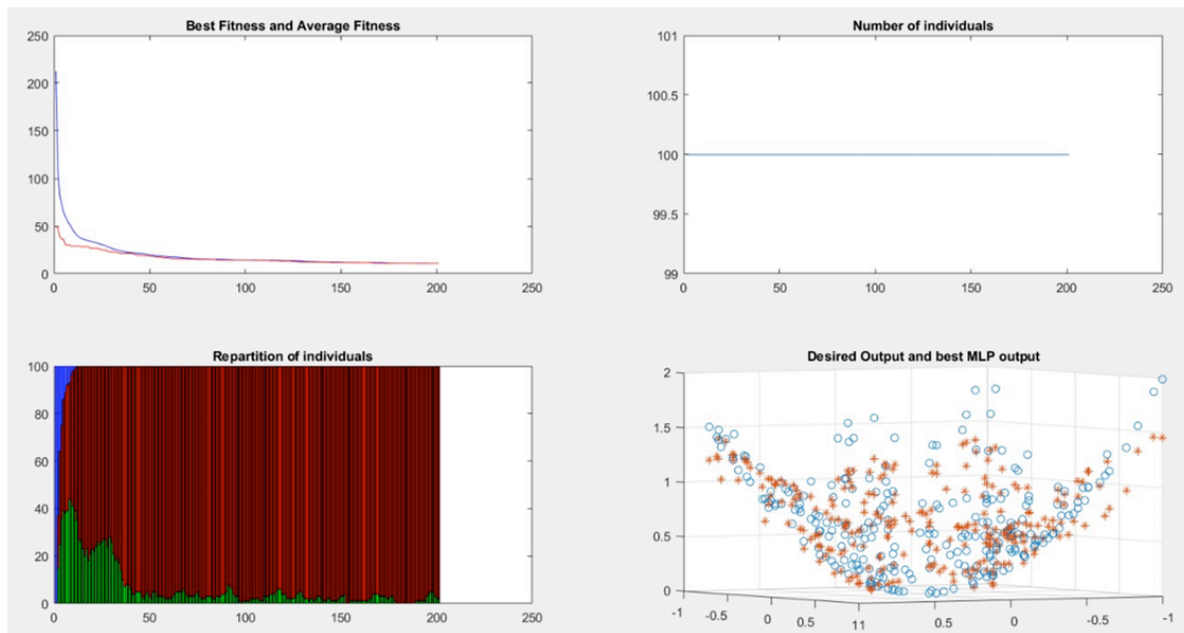 Best Fitness and Average Fitness
250
200
150
100
50
0
0 50 100 150 200 250
Number of individuals
101
100.5
100
99.5
99
0 50 100 150 200 250
Repartition of individuals
100
80
60
40
20
0
0 50 100 150 200 250
Desired Output and best MLP output
2
1.5
1
0.5
0
-1 -0.5 0 0.5 11 0.5 0 -0.5 -1